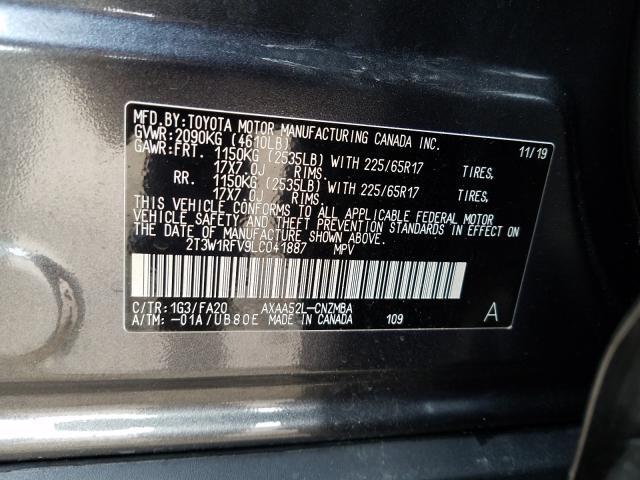 MFD.BY:TOYOTA MOTOR MANUFACTURING CANADA INC.
GVWR:2090KG (4610LB) 11/19
GAWR:FRT. 1150KG (2535LB) WITH 225/65R17 TIRES,
17X7.0J RIMS.
RR. 1150KG (2535LB) WITH 225/65R17 TIRES,
17X7.0J RIMS.
THIS VEHICLE CONFORMS TO ALL APPLICABLE FEDERAL MOTOR
VEHICLE SAFETY AND THEFT PREVENTION STANDARDS IN EFFECT ON
THE DATE OF MANUFACTURE SHOWN ABOVE.
2T3W1RFV9LC041887 MPV
C/TR:1G3/FA20 AXAA52L-CNZMBA A
A/TM:-01A/UB80E MADE IN CANADA 109